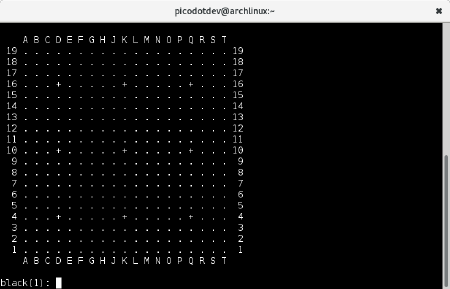 picodotdev@archlinux:~
A B C D E F G H J K L M N O P Q R S T
19 . . . . . . . . . . . . . . . . . . . 19
18 . . . . . . . . . . . . . . . . . . . 18
17 . . . . . . . . . . . . . . . . . . . 17
16 . . . + . . . . . + . . . . . + . . . 16
15 . . . . . . . . . . . . . . . . . . . 15
14 . . . . . . . . . . . . . . . . . . . 14
13 . . . . . . . . . . . . . . . . . . . 13
12 . . . . . . . . . . . . . . . . . . . 12
11 . . . . . . . . . . . . . . . . . . . 11
10 . . . + . . . . . + . . . . . + . . . 10
9 . . . . . . . . . . . . . . . . . . . 9
8 . . . . . . . . . . . . . . . . . . . 8
7 . . . . . . . . . . . . . . . . . . . 7
6 . . . . . . . . . . . . . . . . . . . 6
5 . . . . . . . . . . . . . . . . . . . 5
4 . . . + . . . . . + . . . . . + . . . 4
3 . . . . . . . . . . . . . . . . . . . 3
2 . . . . . . . . . . . . . . . . . . . 2
1 . . . . . . . . . . . . . . . . . . . 1
A B C D E F G H J K L M N O P Q R S T
black(1):